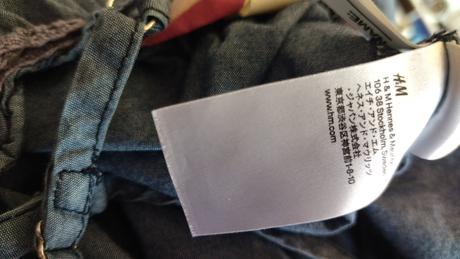 H&M
H & M Hennes & Mauritz
106 38 Stockholm, Sweden
エイチ・アンド・エム
ヘネス・アンド・マウリッツ
・ジャパン株式会社
東京都渋谷区神宮前1-8-10
www.hm.com